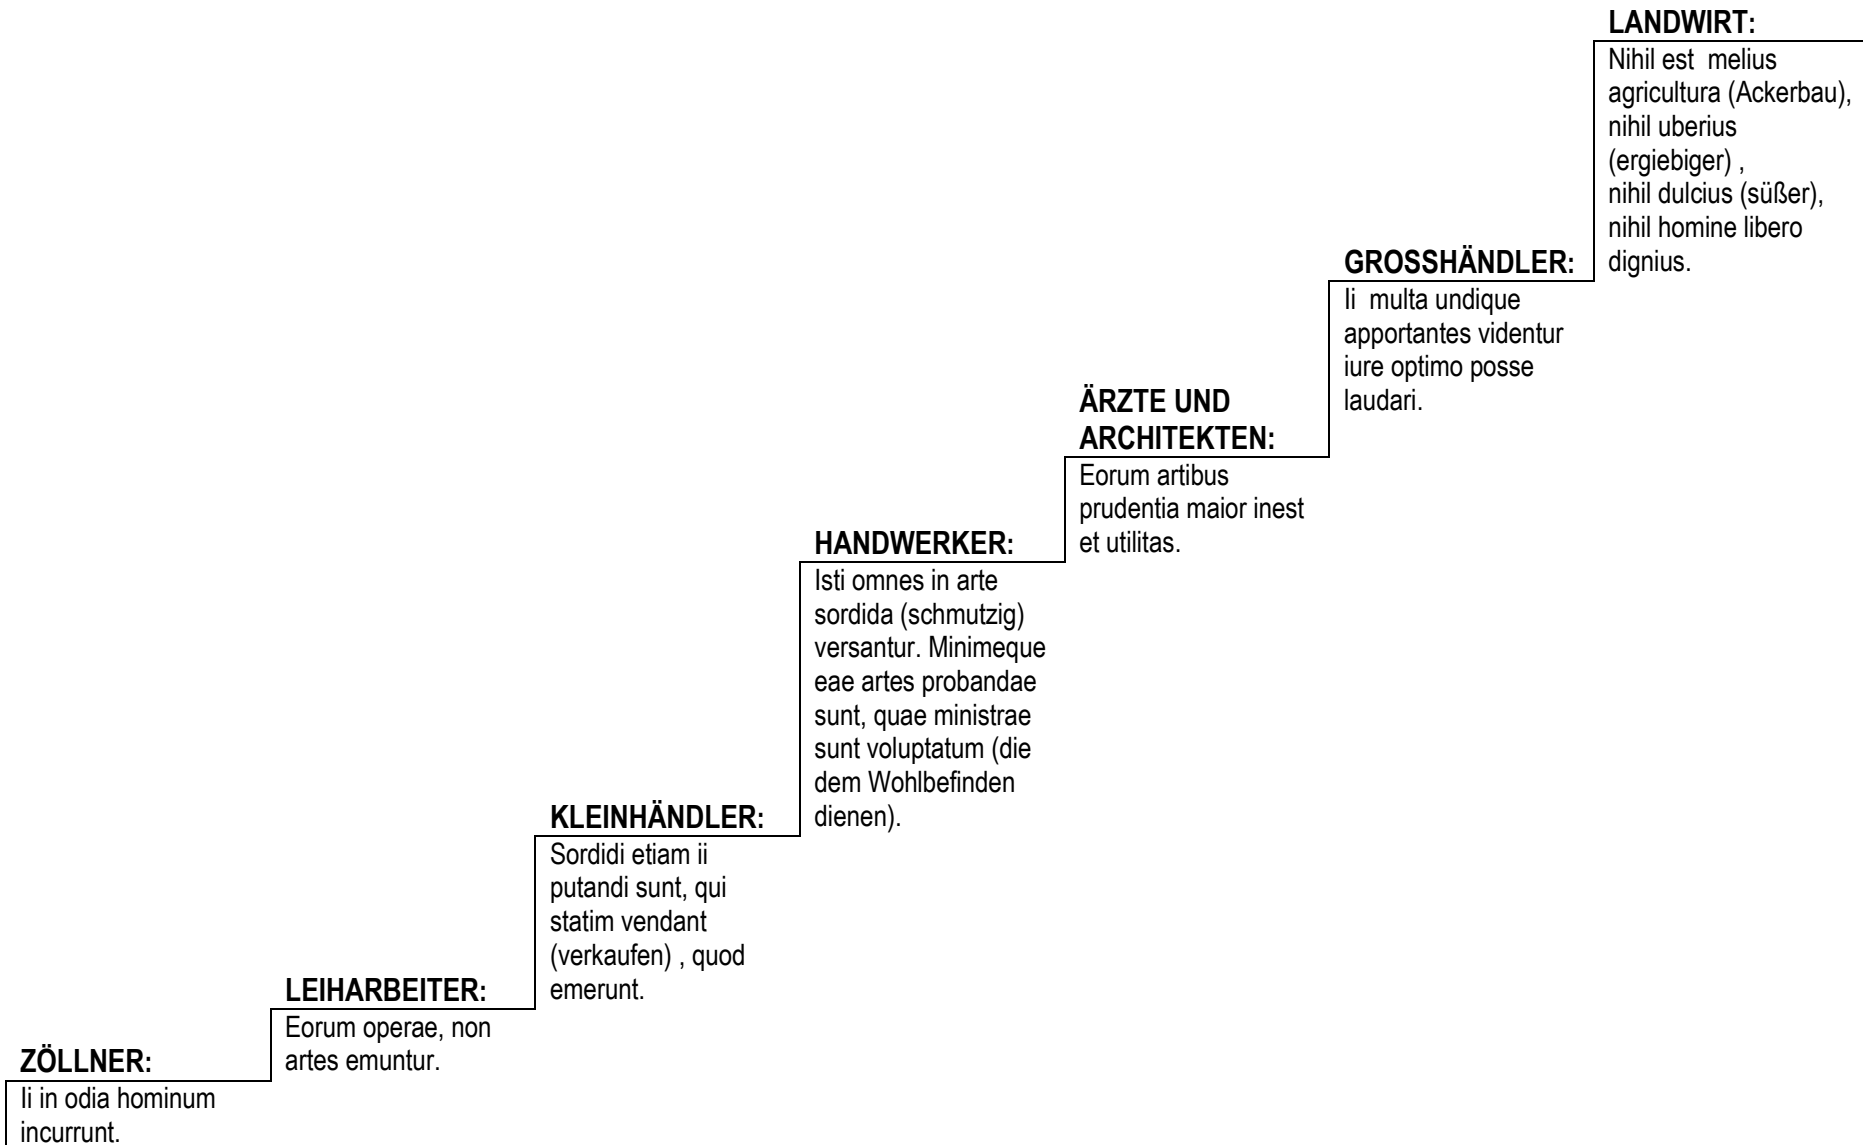 LANDWIRT:
Nihil est  melius
agricultura (Ackerbau),
nihil uberius
(ergiebiger) ,
nihil dulcius (süßer),
nihil homine libero
dignius.
GROSSHÄNDLER:
Ii  multa undique
apportantes videntur
iure optimo posse
laudari.
ÄRZTE UND
ARCHITEKTEN:
Eorum artibus
prudentia maior inest
et utilitas.
HANDWERKER:
Isti omnes in arte
sordida (schmutzig)
versantur. Minimeque
eae artes probandae
sunt, quae ministrae
sunt voluptatum (die
dem Wohlbefinden
dienen).
KLEINHÄNDLER:
Sordidi etiam ii
putandi sunt, qui
statim vendant
(verkaufen) , quod
emerunt.
LEIHARBEITER:
Eorum operae, non
artes emuntur.
ZÖLLNER:
Ii in odia hominum
incurrunt.